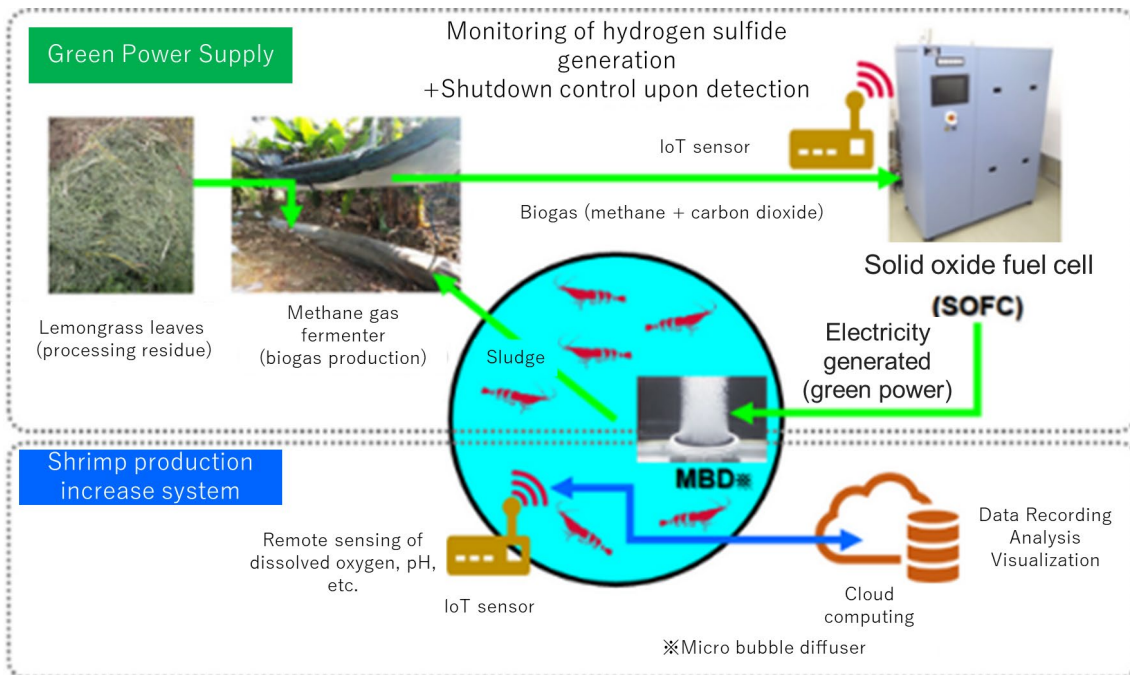 Green Power Supply
Monitoring of hydrogen sulfide
generation
+Shutdown control upon detection
IoT sensor
Biogas (methane + carbon dioxide)
Solid oxide fuel cell
(SOFC)
Lemongrass leaves
(processing residue)
Methane gas
fermenter
(biogas production)
Sludge
Electricity
generated
(green power)
MBD※
Shrimp production
increase system
Remote sensing of
dissolved oxygen, pH,
etc.
IoT sensor
Data Recording
Analysis
Visualization
Cloud
computing
※Micro bubble diffuser